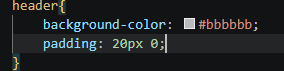 header{
    background-color: #bbbbbb;
    padding: 20px 0;
}